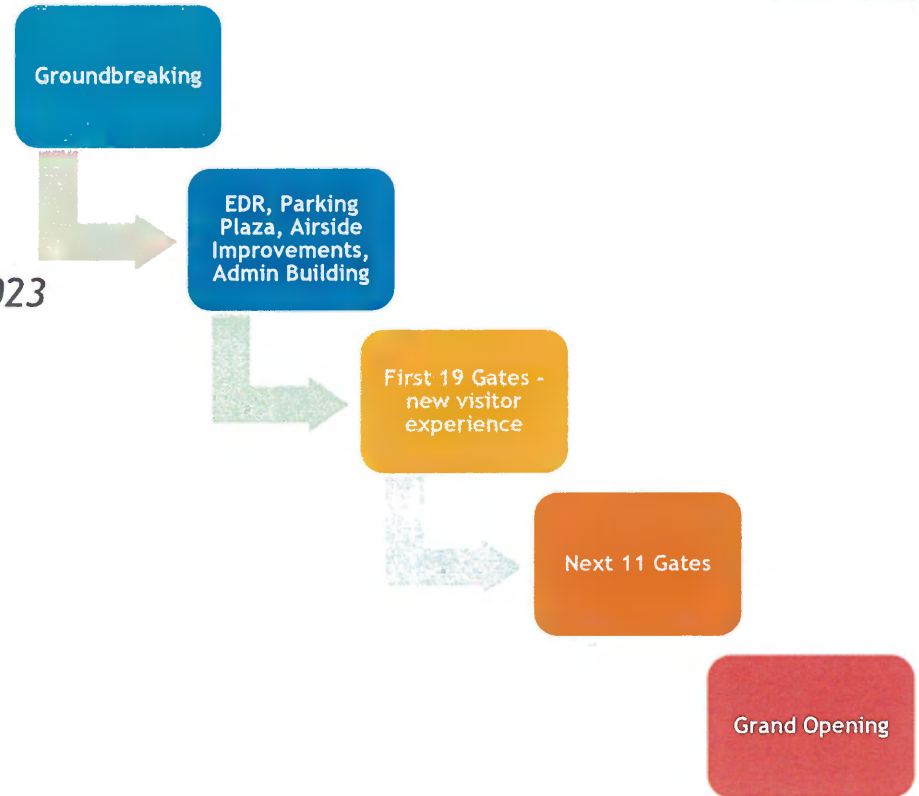 Groundbreaking
EDR, Parking
Plaza, Airside
Improvements,
Admin Building
023
First 19 Gates -
new visitor
experience
Next 11 Gates
Grand Opening